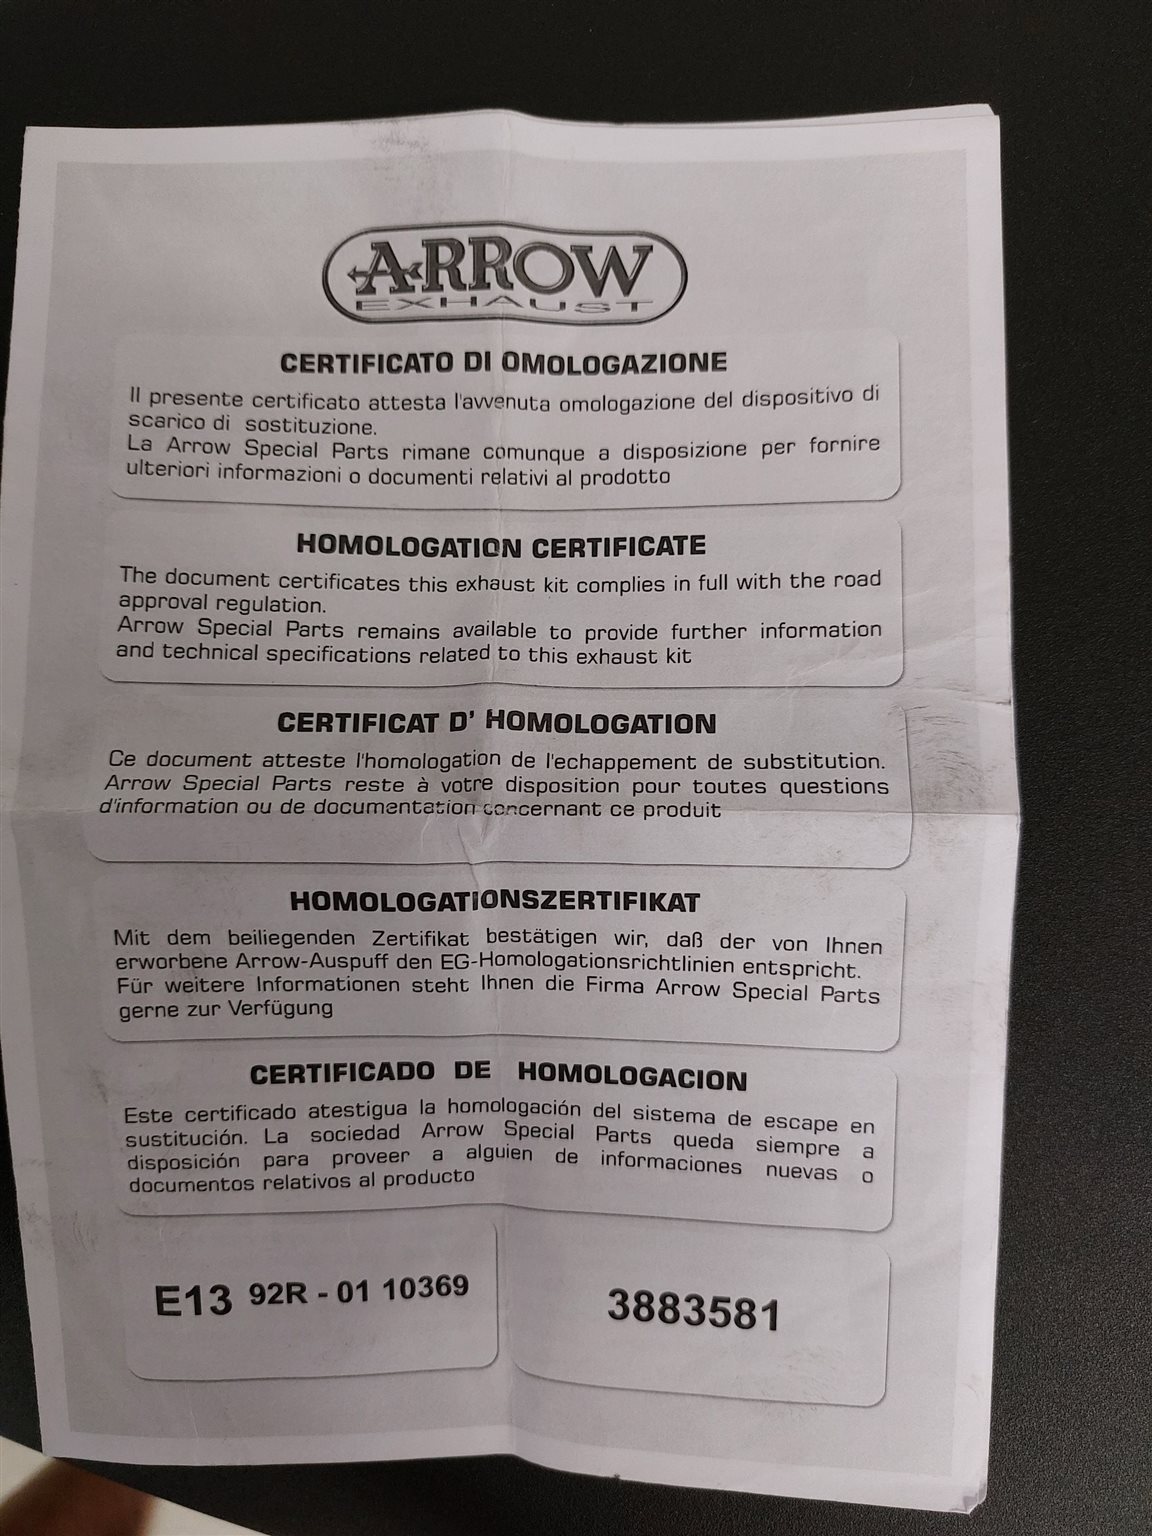 ARROW
EXHAUST
CERTIFICATO DI OMOLOGAZIONE
Il presente certificato attesta l'avvenuta omologazione del dispositivo di
scarico di sostituzione.
La Arrow Special Parts rimane comunque a disposizione per fornire
ulteriori informazioni o documenti relativi al prodotto
HOMOLOGATION CERTIFICATE
The document certificates this exhaust kit complies in full with the road
approval regulation.
Arrow Special Parts remains available to provide further information
and technical specifications related to this exhaust kit
CERTIFICAT D' HOMOLOGATION
Ce document atteste l'homologation de l'echappement de substitution.
Arrow Special Parts reste à votre disposition pour toutes questions
d'information ou de documentation concernant ce produit
HOMOLOGATIONSZERTIFIKAT
Mit dem beiliegenden Zertifikat bestätigen wir, daß der von Ihnen
erworbene Arrow-Auspuff den EG-Homologationsrichtlinien entspricht.
Für weitere Informationen steht Ihnen die Firma Arrow Special Parts
gerne zur Verfügung
CERTIFICADO DE HOMOLOGACION
Este certificado atestigua la homologación del sistema de escape en
sustitución. La sociedad Arrow Special Parts queda siempre a
disposición para proveer a alguien de informaciones nuevas o
documentos relativos al producto
E13 92R - 01 10369
3883581